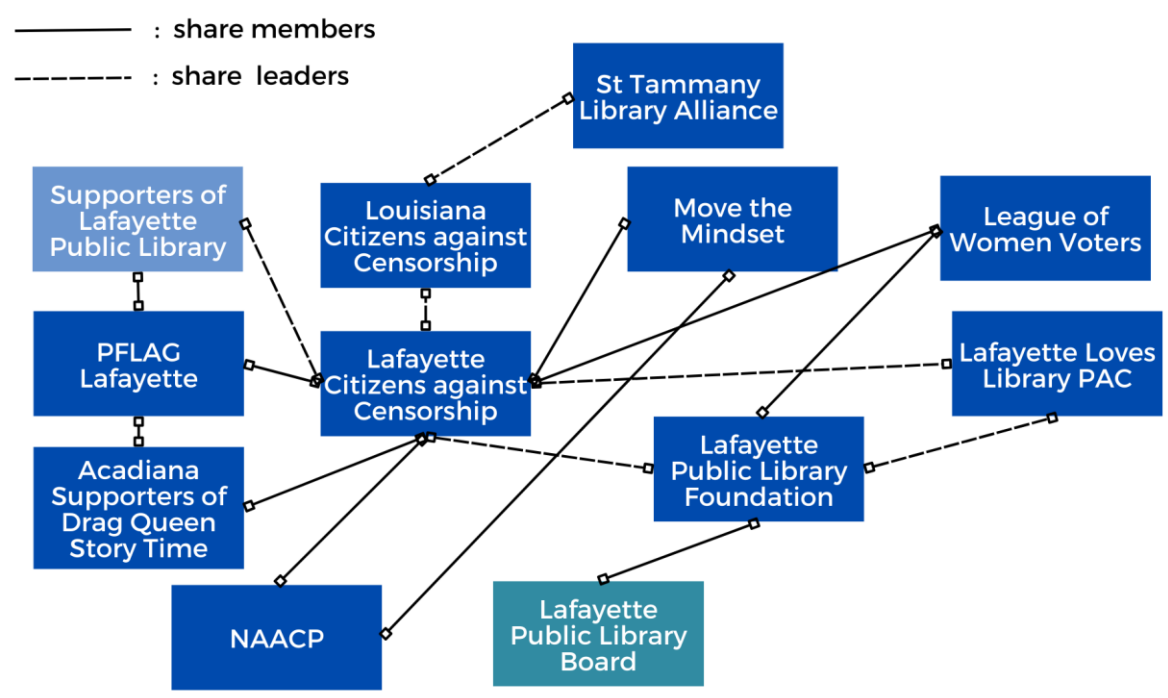 : share members
: share leaders
St Tammany
Library Alliance
Supporters of
Lafayette
Public Library
Louisiana
Citizens against
Censorship
Move the
Mindset
League of
Women Voters
PFLAG
Lafayette
Lafayette
Citizens against
Censorship
Lafayette Loves
Library PAC
Acadiana
Supporters of
Drag Queen
Story Time
Lafayette
Public Library
Foundation
NAACP
Lafayette
Public Library
Board